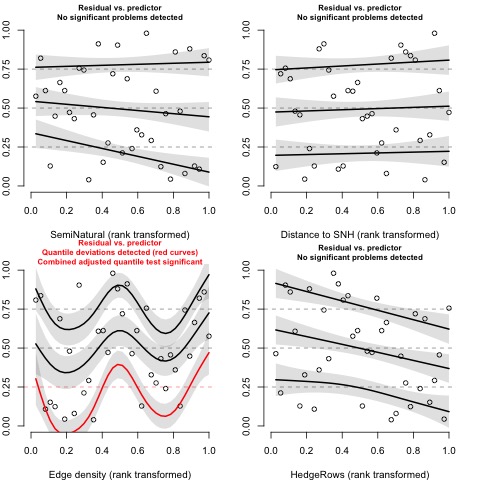 Residual vs. predictor
No significant problems detected
1.00
0.75
0.50
0.25
0.00
0.0 0.2 0.4 0.6 0.8 1.0
SemiNatural (rank transformed)
Residual vs. predictor
No significant problems detected
1.00
0.75
0.50
0.25
0.00
0.0 0.2 0.4 0.6 0.8 1.0
Distance to SNH (rank transformed)
Residual vs. predictor
Quantile deviations detected (red curves)
Combined adjusted quantile test significant
1.00
0.75
0.50
0.25
0.00
0.0 0.2 0.4 0.6 0.8 1.0
Edge density (rank transformed)
Residual vs. predictor
No significant problems detected
1.00
0.75
0.50
0.25
0.00
0.0 0.2 0.4 0.6 0.8 1.0
HedgeRows (rank transformed)